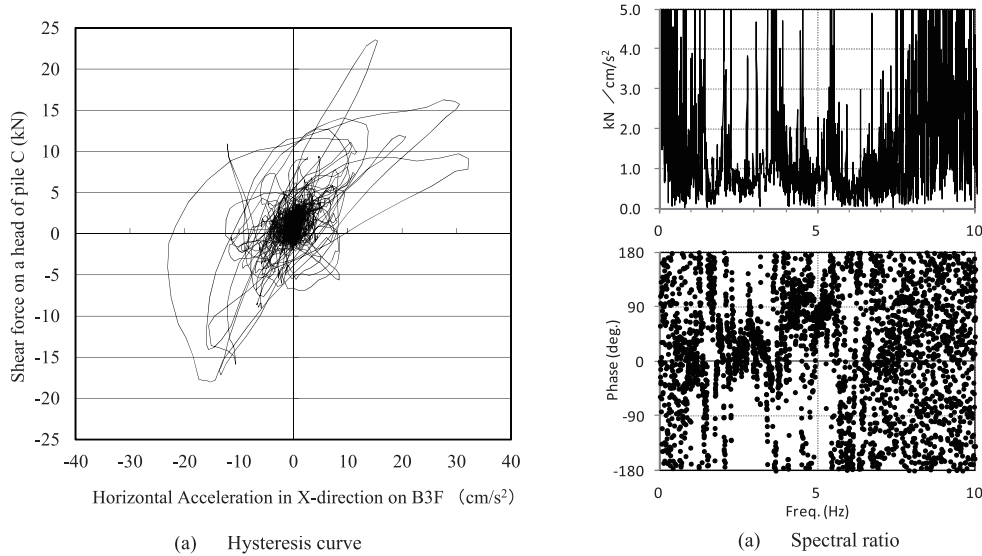 Shear force on a head of pile C (kN)
25
20
15
10
5
0
-5
-10
-15
-20
-25
-40 -30 -20 -10 0 10 20 30 40
Horizontal Acceleration in X-direction on B3F （cm/s2）
(a) Hysteresis curve
kN ／cm/s2
5.0
4.0
3.0
2.0
1.0
0.0
0 5 10
Phase (deg.)
180
90
0
-90
-180
0 5 10
Freq. (Hz)
(a) Spectral ratio